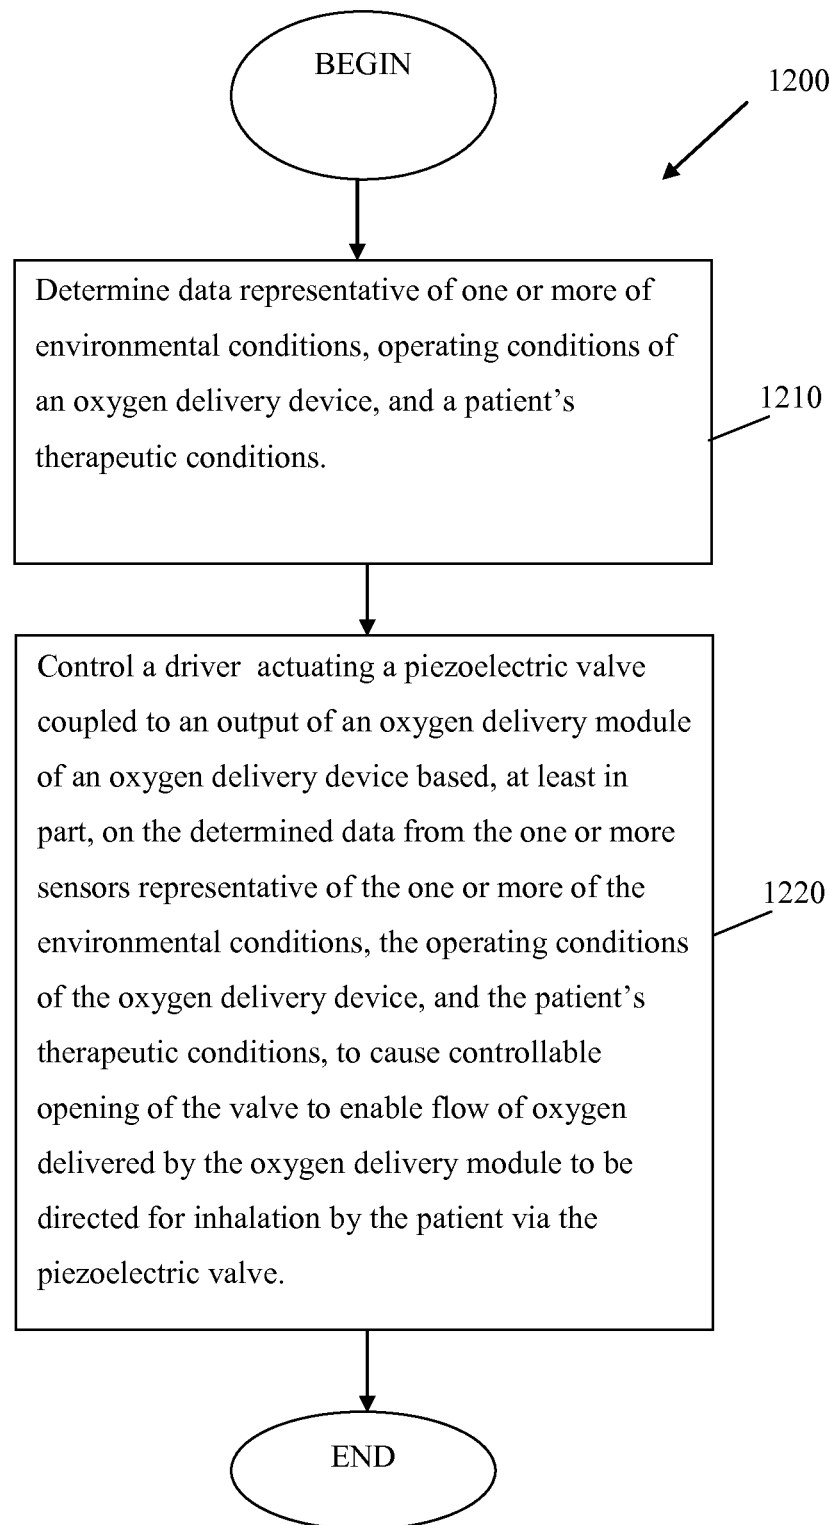 BEGIN
1200
Determine data representative of one or more of
environmental conditions, operating conditions of
an oxygen delivery device, and a patient’s
therapeutic conditions.
1210
Control a driver  actuating a piezoelectric valve
coupled to an output of an oxygen delivery module
of an oxygen delivery device based, at least in
part, on the determined data from the one or more
sensors representative of the one or more of the
environmental conditions, the operating conditions
of the oxygen delivery device, and the patient’s
therapeutic conditions, to cause controllable
opening of the valve to enable flow of oxygen
delivered by the oxygen delivery module to be
directed for inhalation by the patient via the
piezoelectric valve.
1220
END